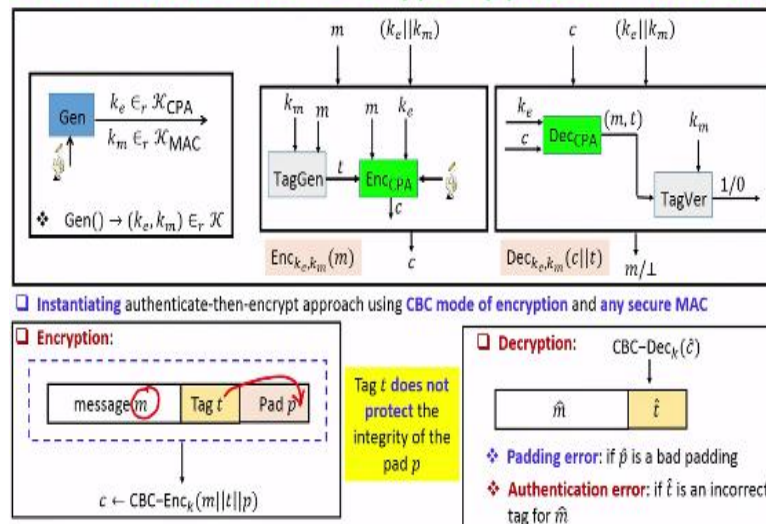 m
(k_e||k_m)
c
(k_e||k_m)
Gen
k_e ∈_r 𝒦_CPA
k_m ∈_r 𝒦_MAC
❖ Gen() → (k_e, k_m) ∈_r 𝒦
k_m
m
m
k_e
TagGen
t
Enc_CPA
c
Enc_{k_e,k_m}(m)
c
k_e
c
Dec_CPA
(m, t)
k_m
TagVer
1/0
Dec_{k_e,k_m}(c||t)
m/⊥
❑ Instantiating authenticate-then-encrypt approach using CBC mode of encryption and any secure MAC
❑ Encryption:
message m
Tag t
Pad p
c ← CBC–Enc_k(m||t||p)
Tag t does not
protect the
integrity of the
pad p
❑ Decryption:
CBC–Dec_k(ĉ)
m̂
t̂
❖ Padding error: if p̂ is a bad padding
❖ Authentication error: if t̂ is an incorrect
tag for m̂